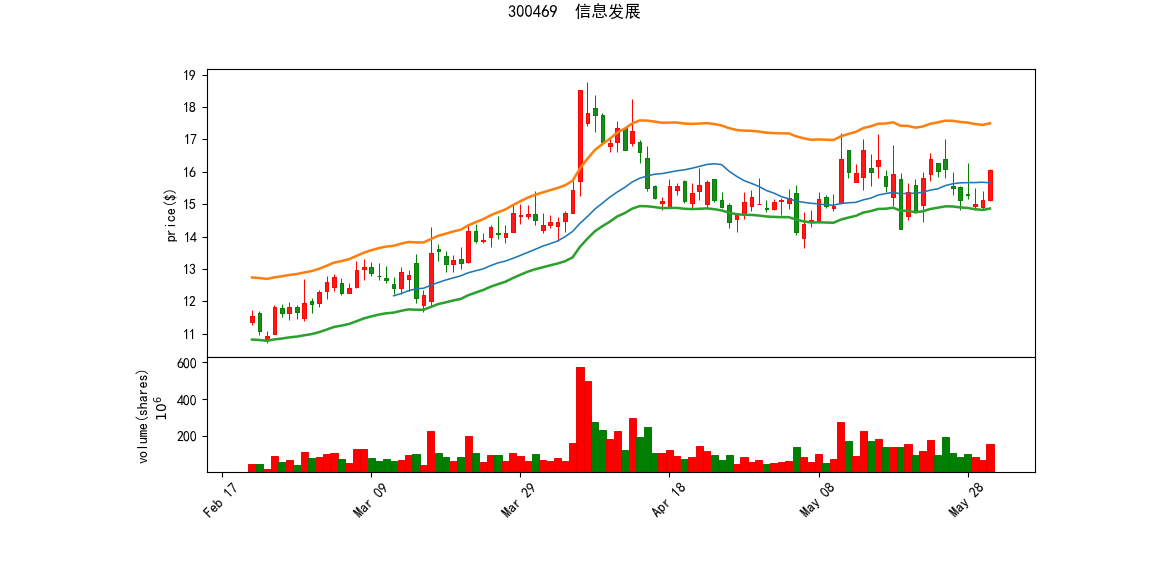 300469 信息发展
19
18
17
16
15
14
13
12
11
price($)
600
400
200
volume(shares)
10^6
Feb 17
Mar 09
Mar 29
Apr 18
May 08
May 28